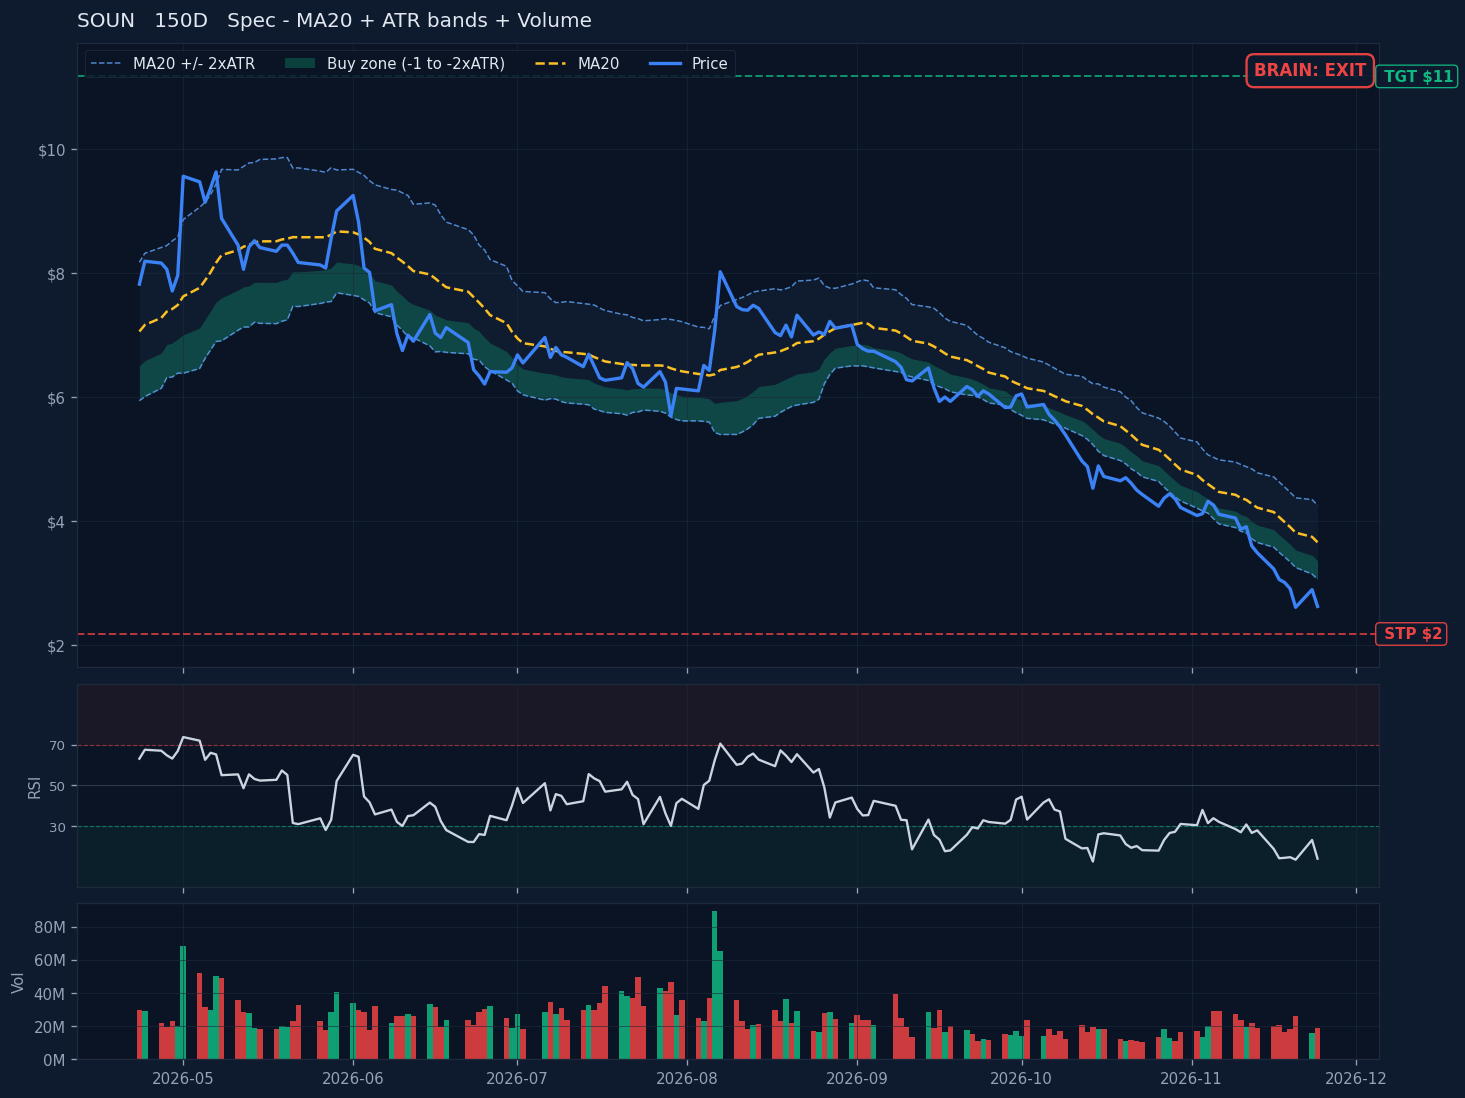 SOUN   150D   Spec - MA20 + ATR bands + Volume
MA20 +/- 2xATR   Buy zone (-1 to -2xATR)   MA20   Price
BRAIN: EXIT
TGT $11
$10
$8
$6
$4
$2
STP $2
RSI
70
50
30
Vol
80M
60M
40M
20M
0M
2026-05   2026-06   2026-07   2026-08   2026-09   2026-10   2026-11   2026-12